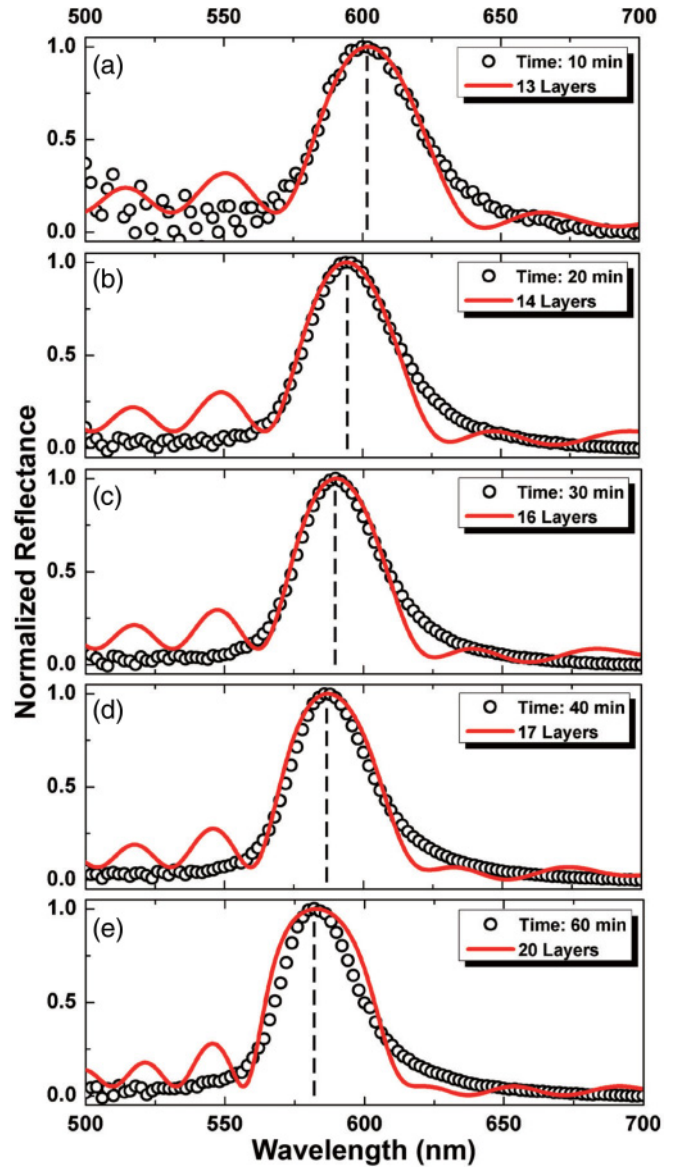 500 550 600 650 700
(a)
Time: 10 min
13 Layers
1.0
0.5
0.0
(b)
Time: 20 min
14 Layers
1.0
0.5
0.0
(c)
Time: 30 min
16 Layers
1.0
0.5
0.0
(d)
Time: 40 min
17 Layers
1.0
0.5
0.0
(e)
Time: 60 min
20 Layers
1.0
0.5
0.0
Normalized Reflectance
500 550 600 650 700
Wavelength (nm)